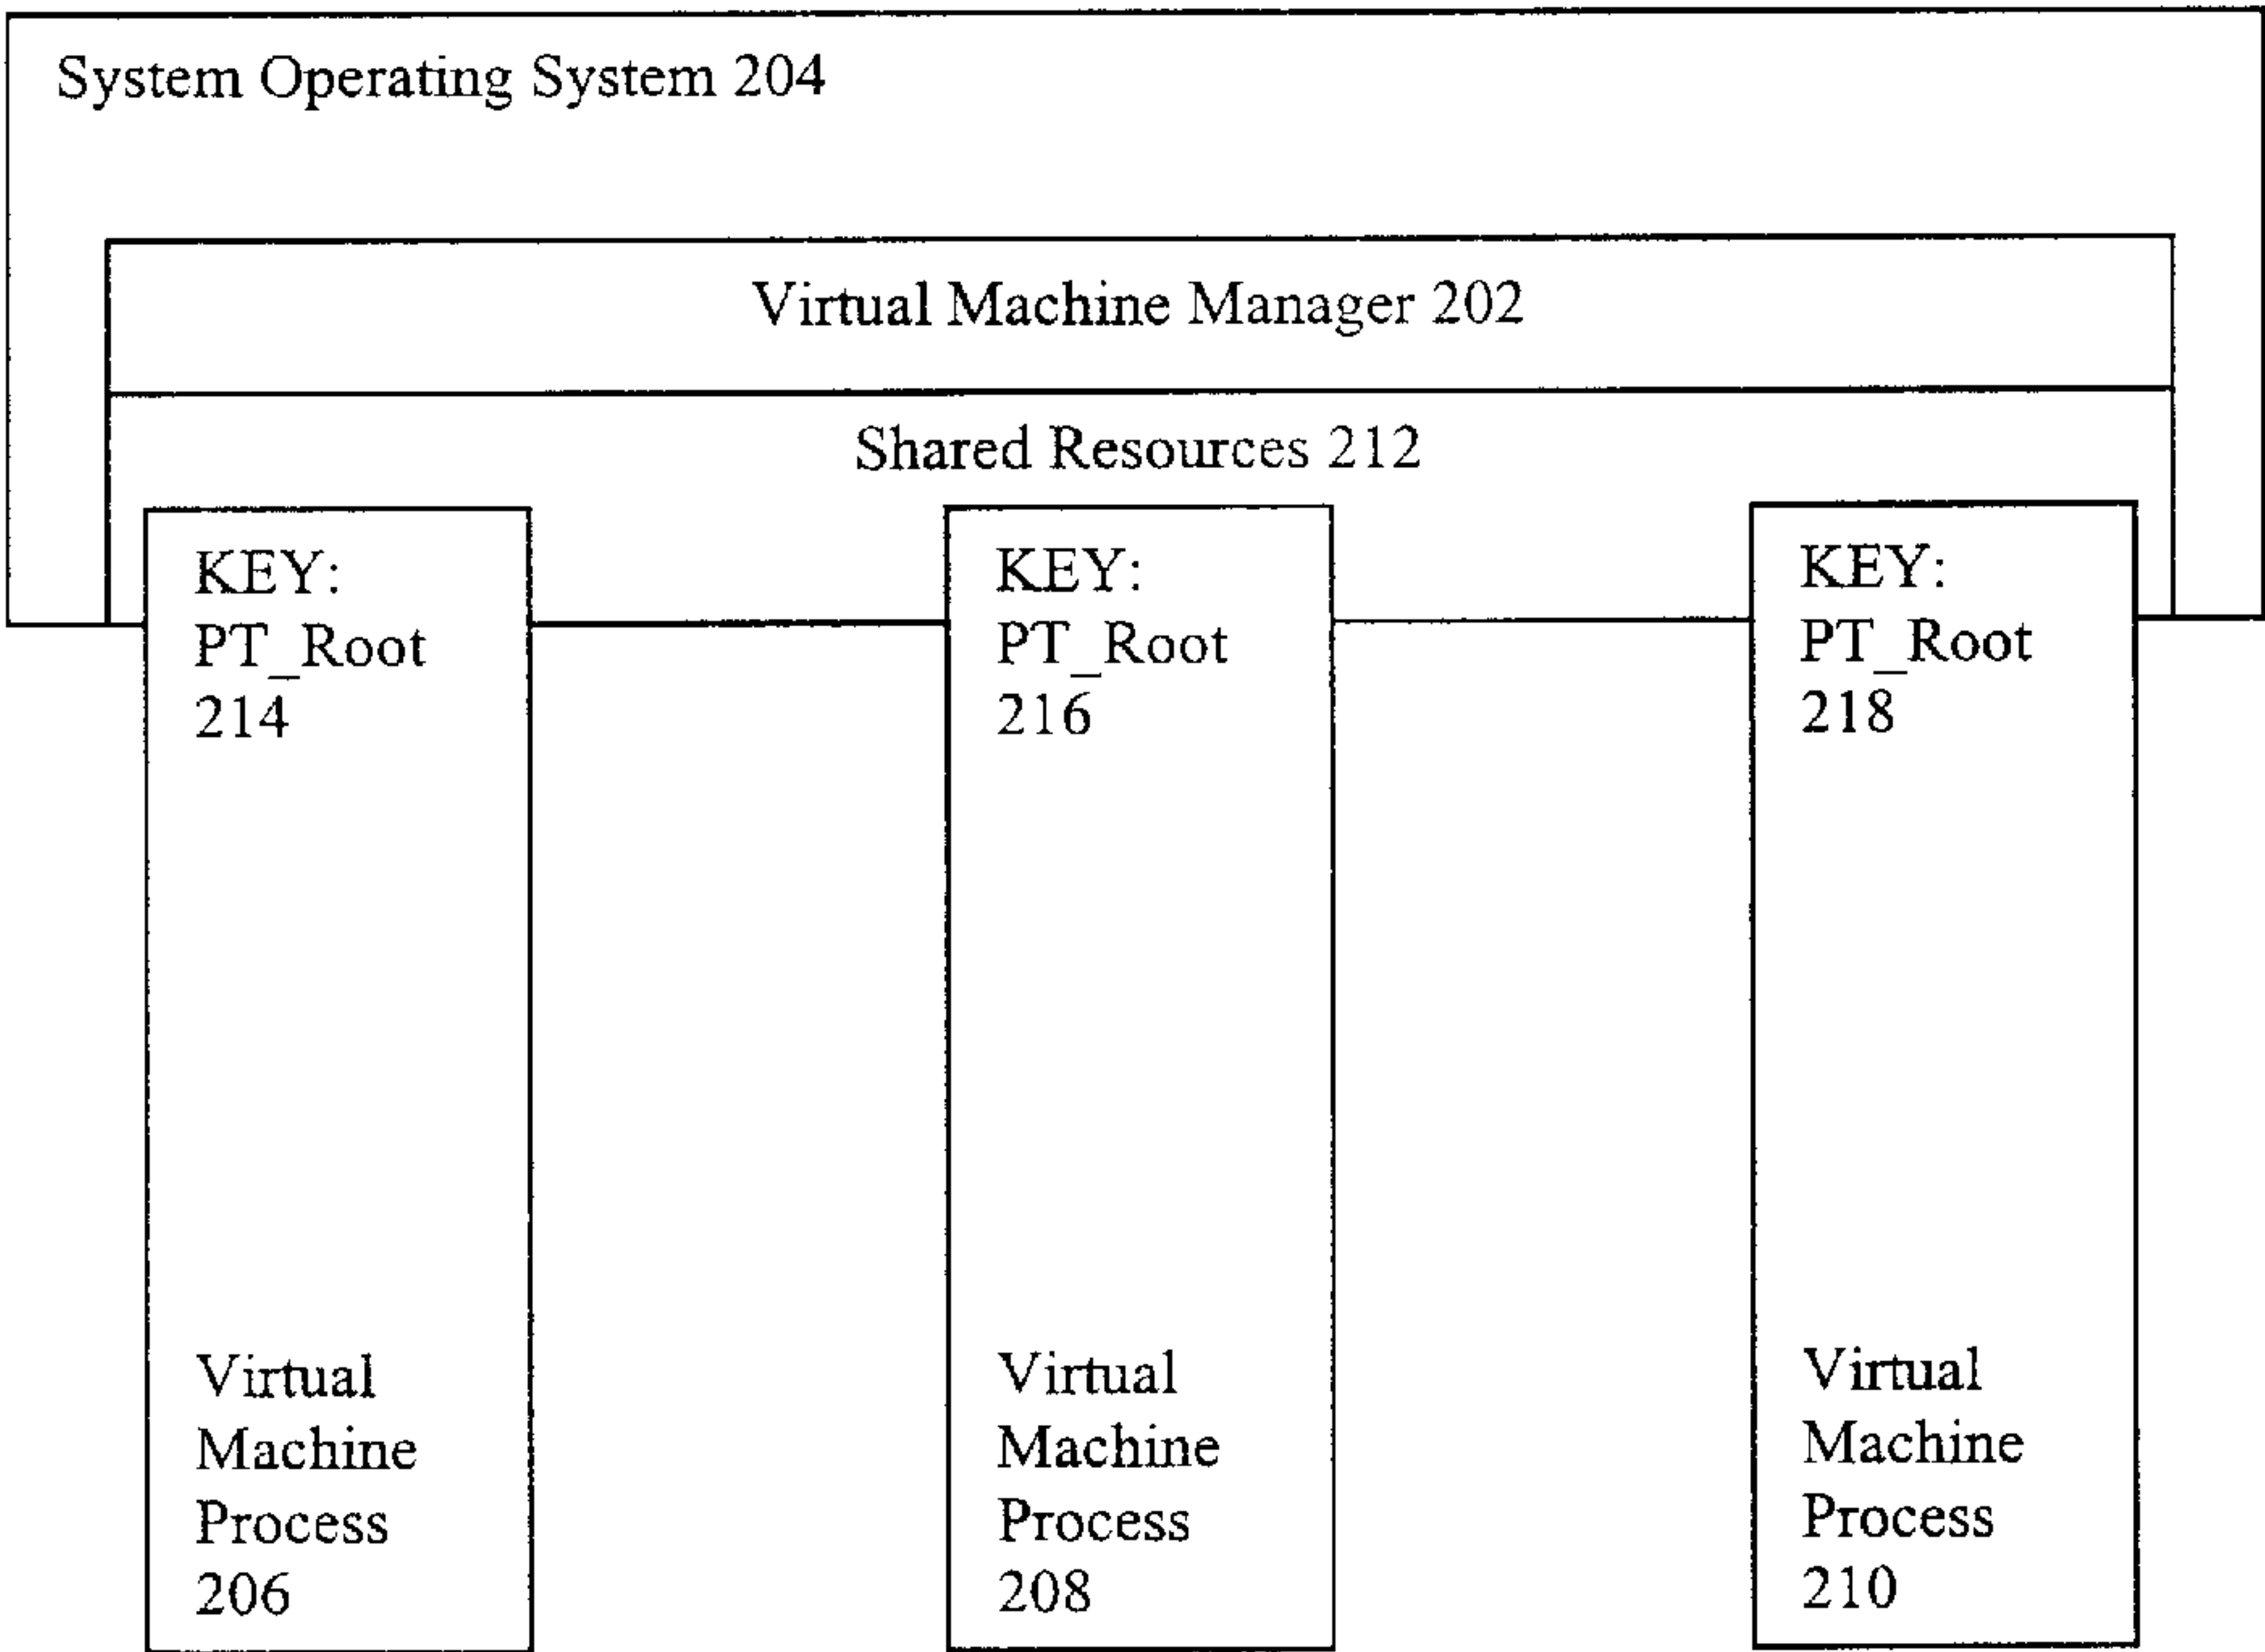 System Operating System 204
Virtual Machine Manager 202
Shared Resources 212
KEY:
PT_Root
214
KEY:
PT_Root
216
KEY:
PT_Root
218
Virtual
Machine
Process
206
Virtual
Machine
Process
208
Virtual
Machine
Process
210